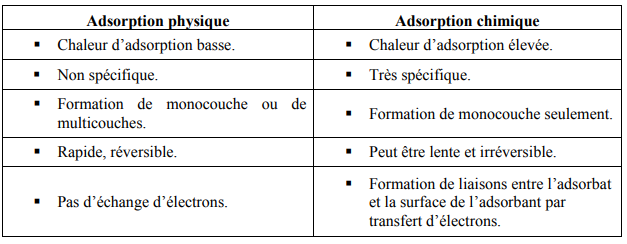 Adsorption physique
Adsorption chimique
▪ Chaleur d’adsorption basse.
▪ Chaleur d’adsorption élevée.
▪ Non spécifique.
▪ Très spécifique.
▪ Formation de monocouche ou de
multicouches.
▪ Formation de monocouche seulement.
▪ Rapide, réversible.
▪ Peut être lente et irréversible.
▪ Pas d’échange d’électrons.
▪ Formation de liaisons entre l’adsorbat
et la surface de l’adsorbant par
transfert d’électrons.